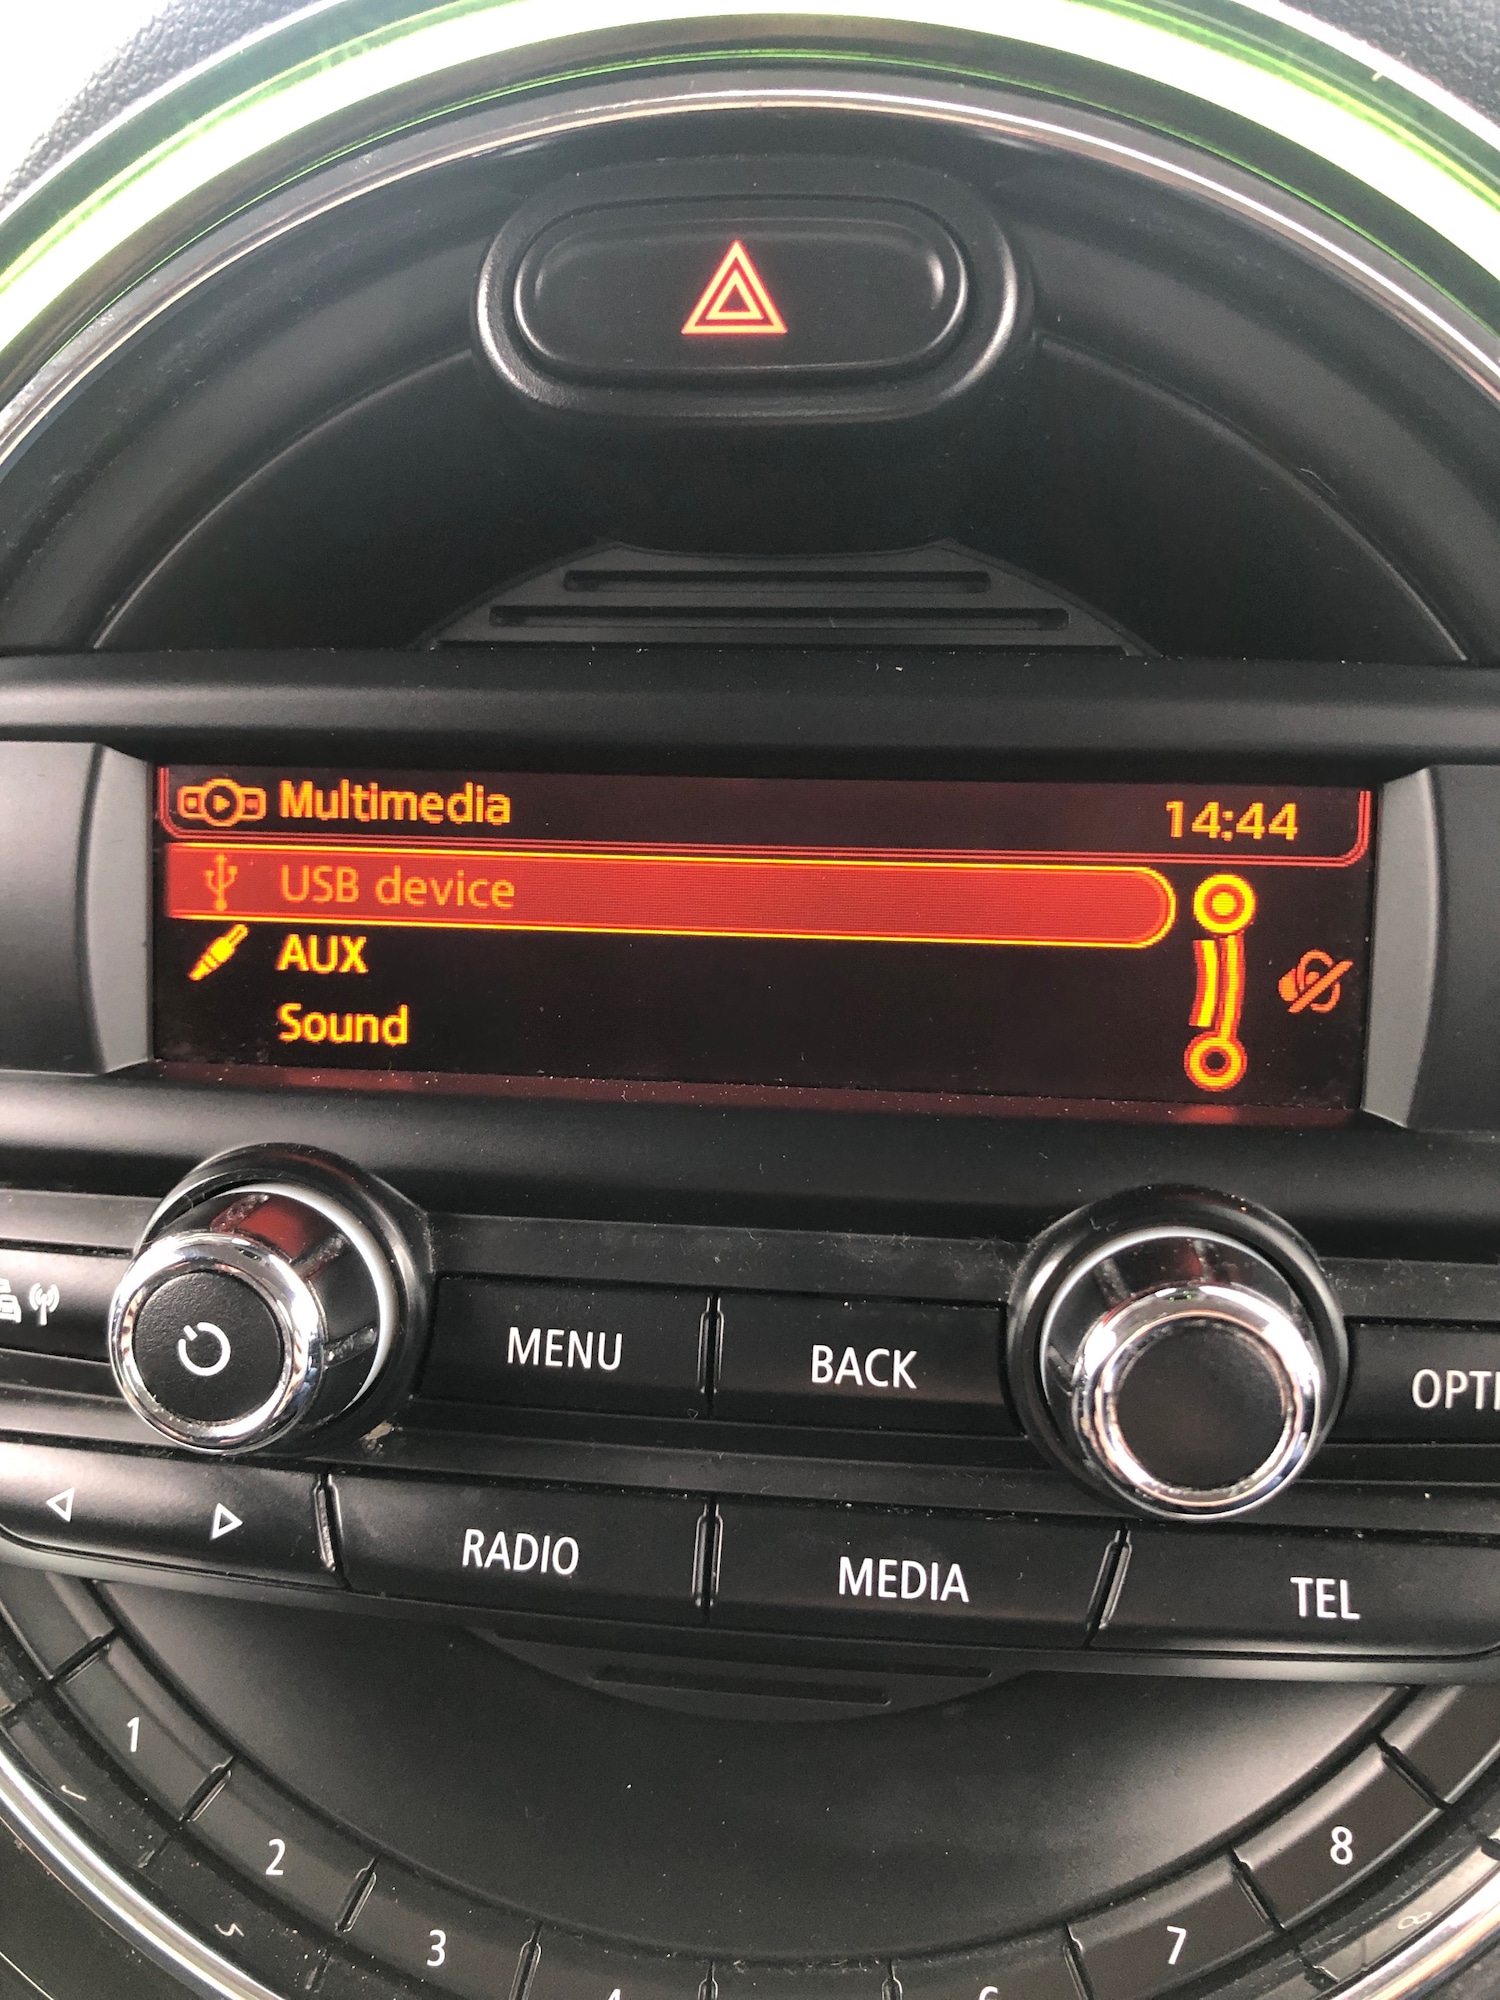 Multimedia 14:44
USB device
AUX
Sound
MENU BACK
RADIO MEDIA TEL
1
2
3
7
8